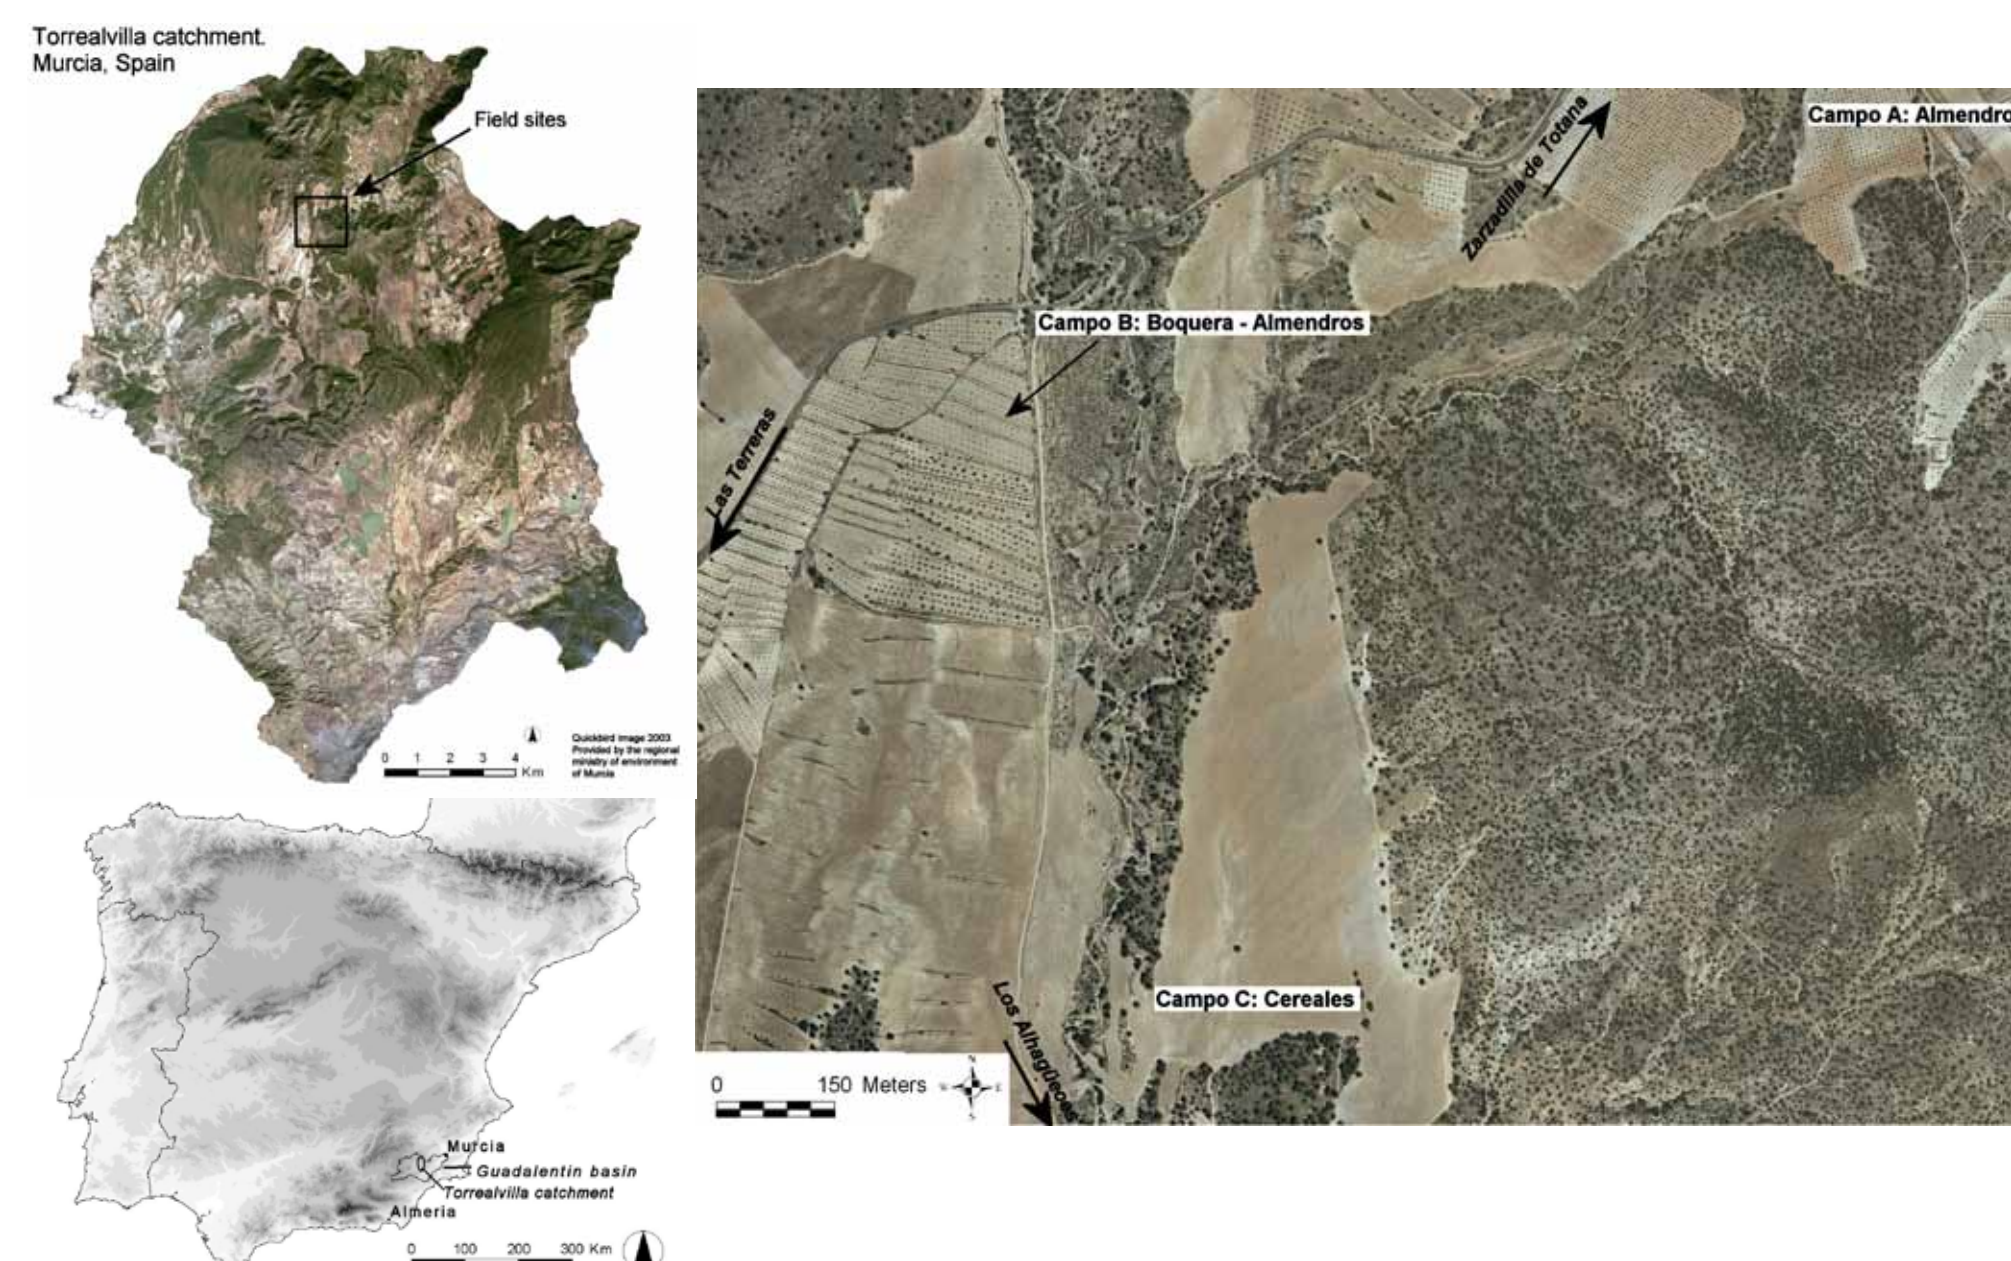 Torrealvilla catchment.
Murcia, Spain
Field sites
0 1 2 3 4
Km
Quickbird image 2003
Provided by the regional
ministry of environment
of Murcia
Campo A: Almendro
Zarzadilla de Totana
Campo B: Boquera - Almendros
Las Terreras
Campo C: Cereales
Los Alhagüeces
0 150 Meters
N
Murcia
Guadalentin basin
Torrealvilla catchment
Almeria
0 100 200 300 Km